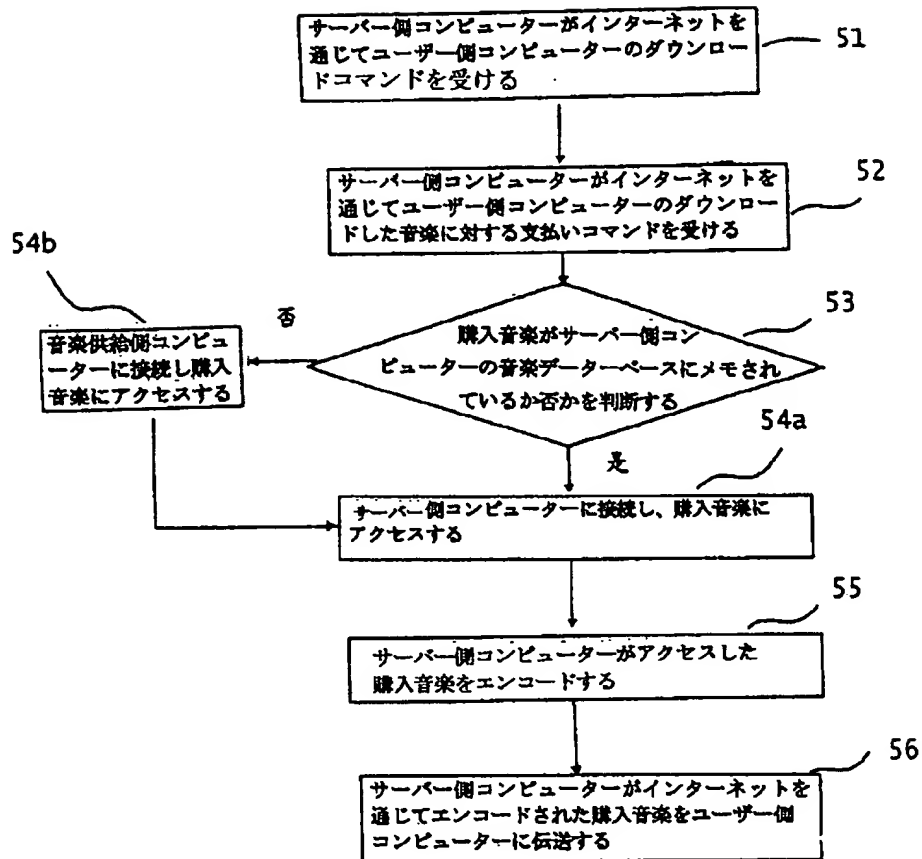 サーバー側コンピューターがインターネットを
通じてユーザー側コンピューターのダウンロー
ドコマンドを受ける
51
サーバー側コンピューターがインターネットを
通じてユーザー側コンピューターのダウンロー
ドした音楽に対する支払いコマンドを受ける
52
購入音楽がサーバー側コン
ピューターの音楽データーベースにメモされ
ているか否かを判断する
53
否
54b
音楽供給側コンピュ
ーターに接続し購入
音楽にアクセスする
是
54a
サーバー側コンピューターに接続し、購入音楽に
アクセスする
55
サーバー側コンピューターがアクセスした
購入音楽をエンコードする
56
サーバー側コンピューターがインターネットを
通じてエンコードされた購入音楽をユーザー側
コンピューターに伝送する